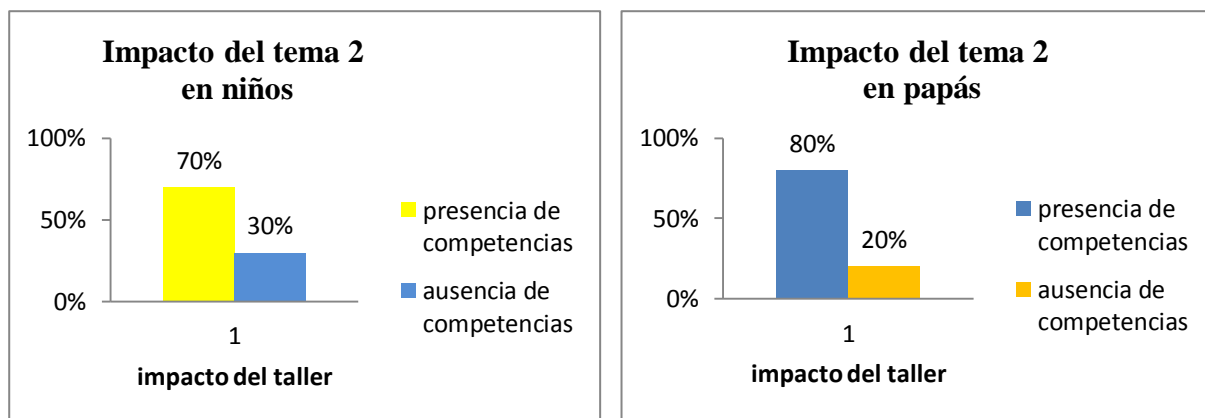 Impacto del tema 2
en niños
100%
50%
0%
70%
30%
1
impacto del taller
presencia de
competencias
ausencia de
competencias
Impacto del tema 2
en papás
100%
50%
0%
80%
20%
1
impacto del taller
presencia de
competencias
ausencia de
competencias